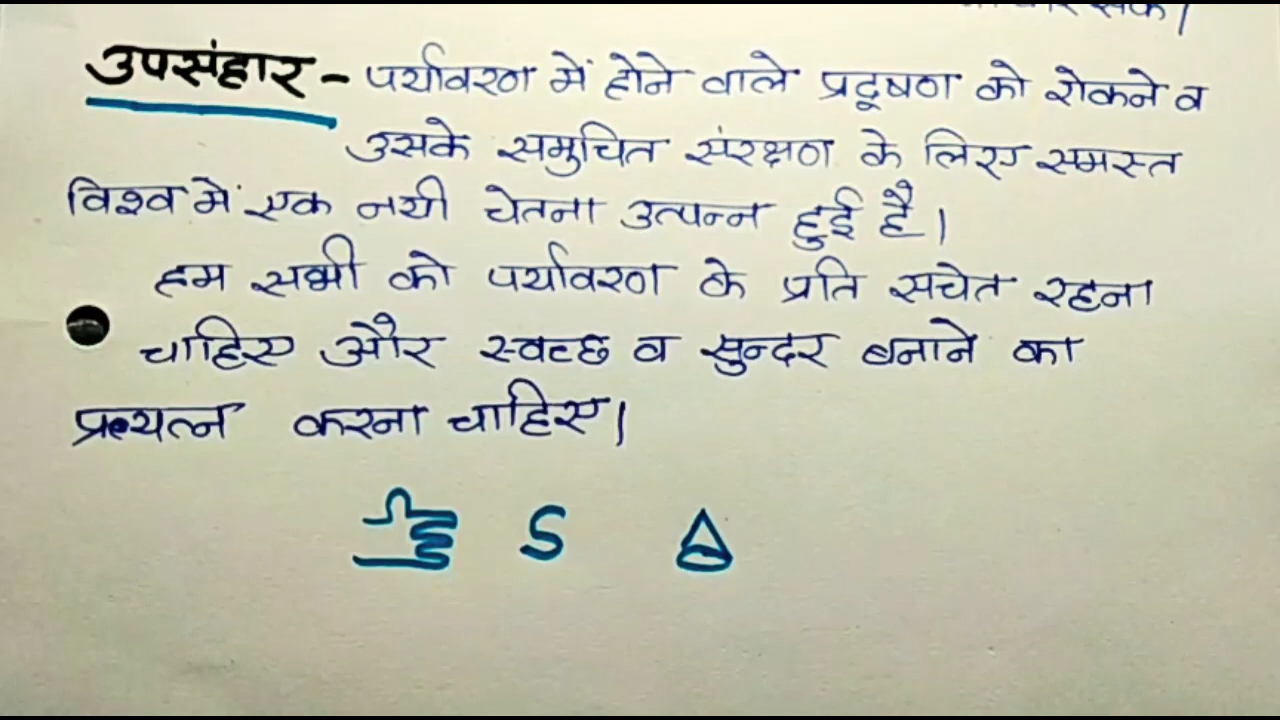 उपसंहार - पर्यावरण में होने वाले प्रदूषण को रोकने व
उसके समुचित संरक्षण के लिए समस्त
विश्व में एक नयी चेतना उत्पन्न हुई है।
हम सभी को पर्यावरण के प्रति सचेत रहना
चाहिए और स्वच्छ व सुन्दर बनाने का
प्रयत्न करना चाहिए।
S